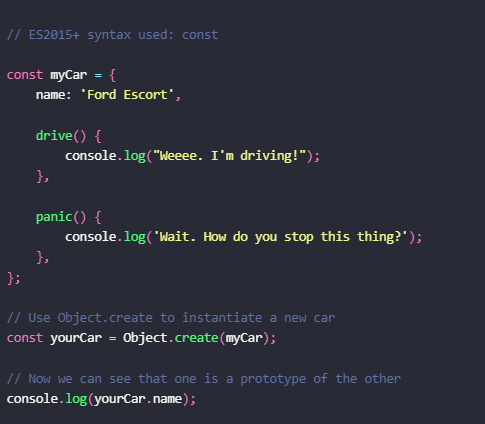 // ES2015+ syntax used: const
const myCar = {
    name: 'Ford Escort',
    drive() {
        console.log("Weeee. I'm driving!");
    },
    panic() {
        console.log('Wait. How do you stop this thing?');
    },
};
// Use Object.create to instantiate a new car
const yourCar = Object.create(myCar);
// Now we can see that one is a prototype of the other
console.log(yourCar.name);